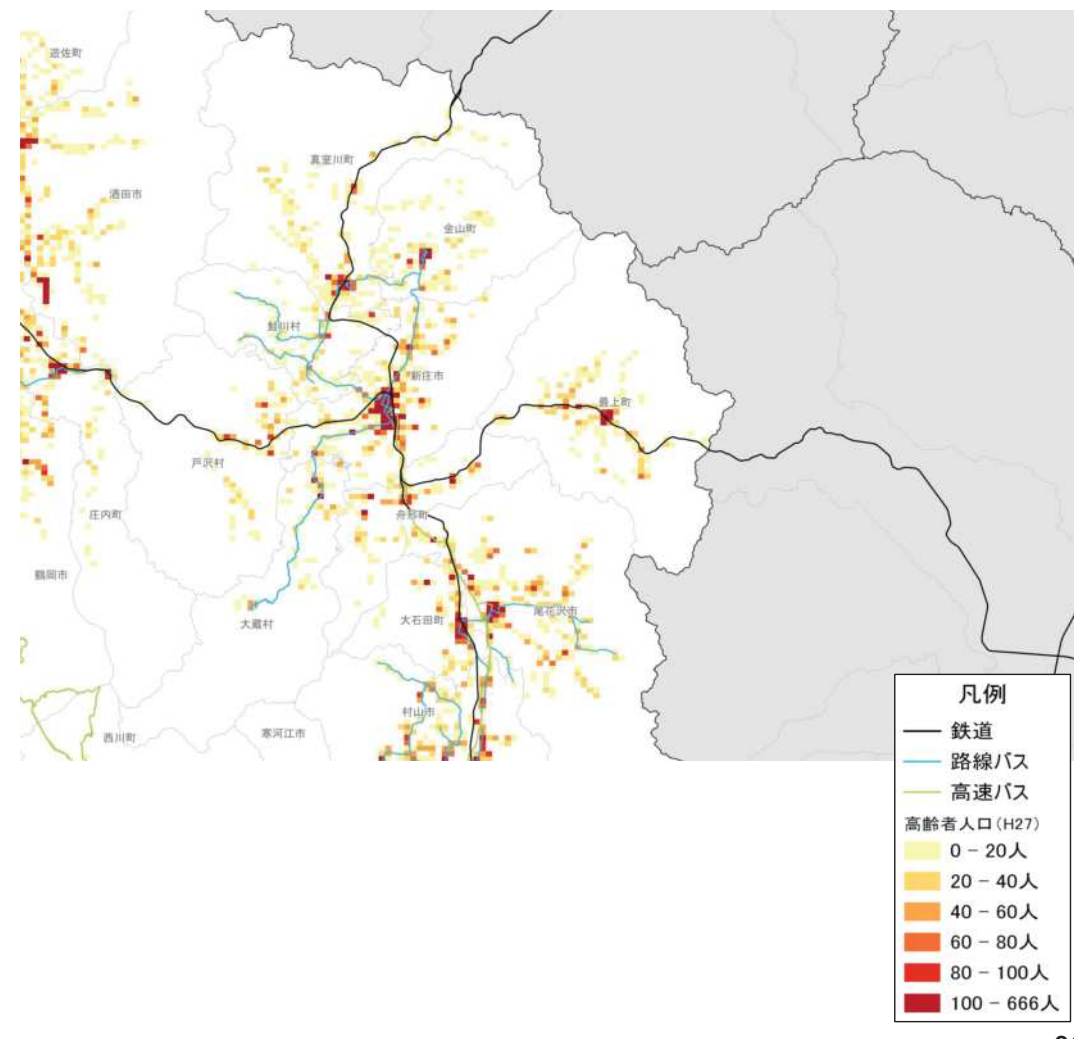 遊佐町
真室川町
酒田市
金山町
鮭川村
新庄市
最上町
戸沢村
庄内町
舟形町
鶴岡市
大蔵村
大石田町
尾花沢市
村山市
西川町
寒河江市
凡例
鉄道
路線バス
高速バス
高齢者人口(H27)
0 - 20人
20 - 40人
40 - 60人
60 - 80人
80 - 100人
100 - 666人